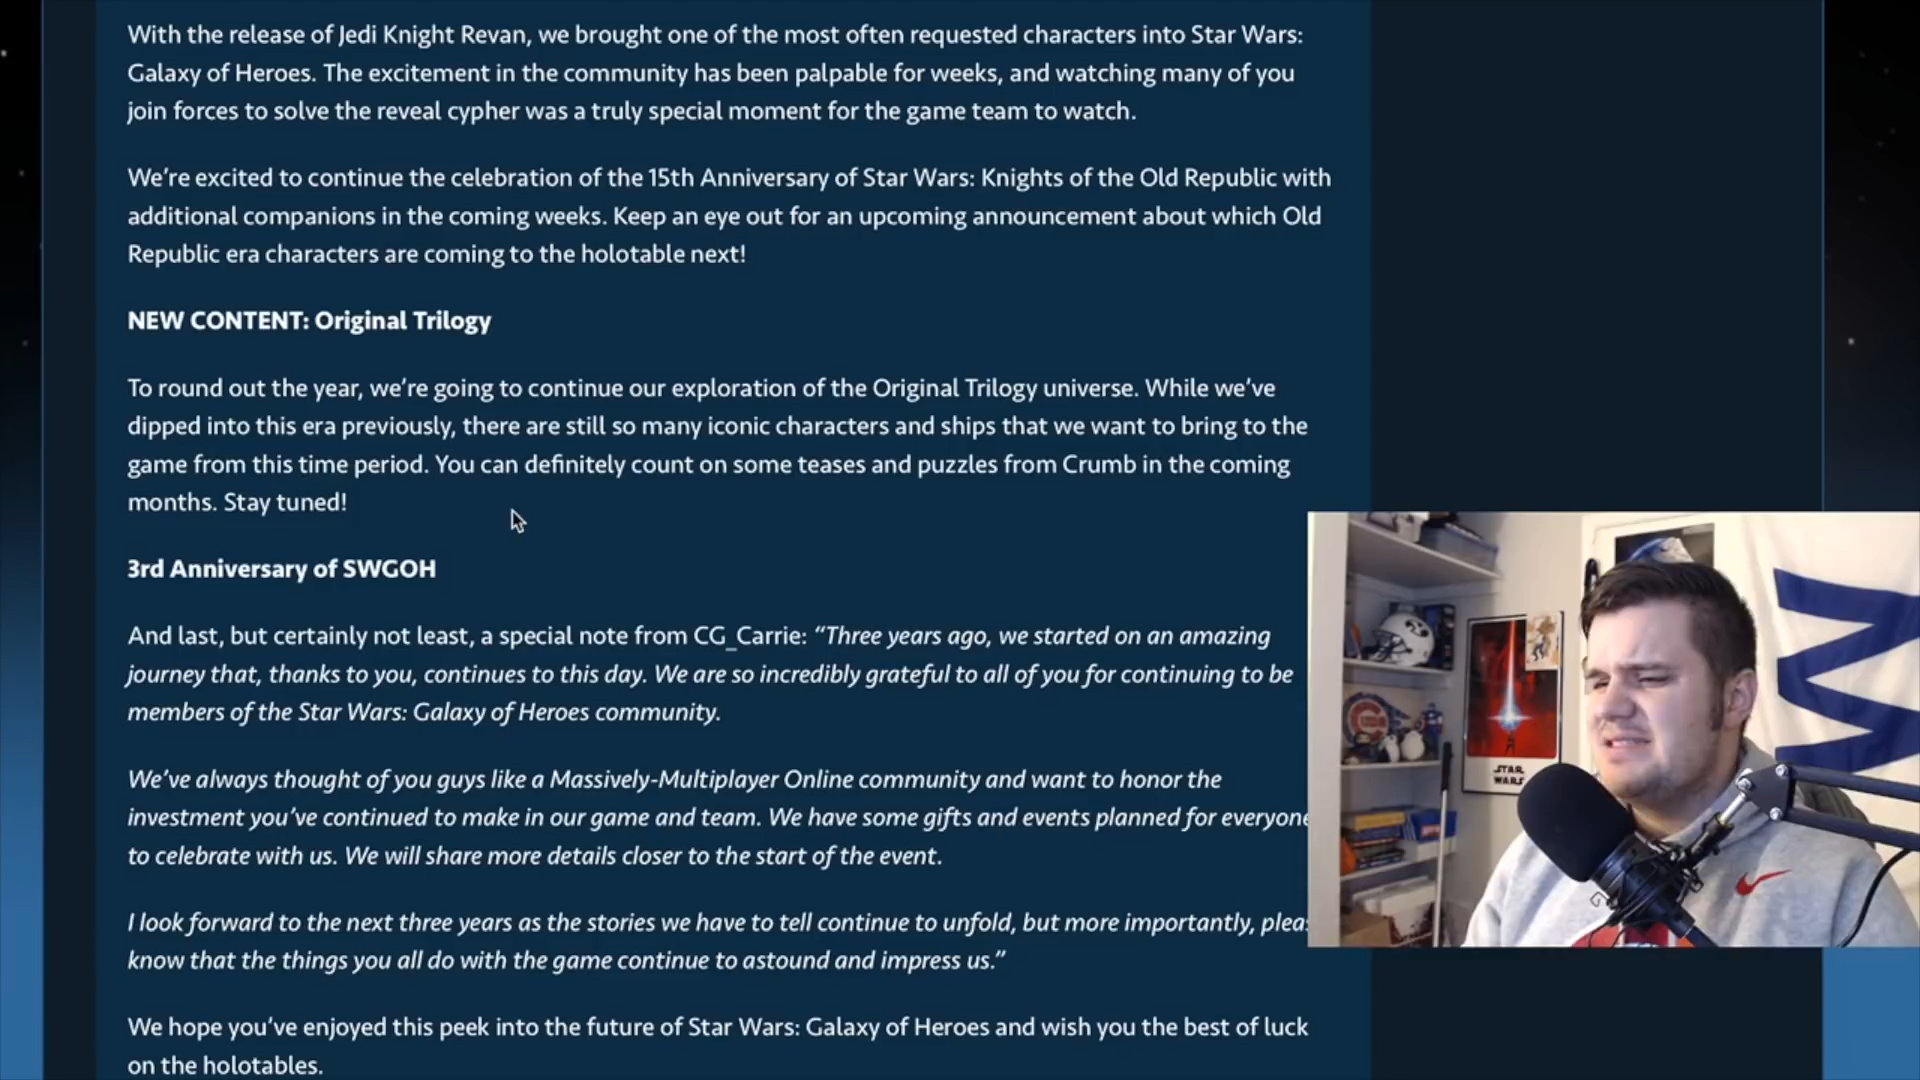 With the release of Jedi Knight Revan, we brought one of the most often requested characters into Star Wars:
Galaxy of Heroes. The excitement in the community has been palpable for weeks, and watching many of you
join forces to solve the reveal cypher was a truly special moment for the game team to watch.
We're excited to continue the celebration of the 15th Anniversary of Star Wars: Knights of the Old Republic with
additional companions in the coming weeks. Keep an eye out for an upcoming announcement about which Old
Republic era characters are coming to the holotable next!
NEW CONTENT: Original Trilogy
To round out the year, we're going to continue our exploration of the Original Trilogy universe. While we've
dipped into this era previously, there are still so many iconic characters and ships that we want to bring to the
game from this time period. You can definitely count on some teases and puzzles from Crumb in the coming
months. Stay tuned!
3rd Anniversary of SWGOH
And last, but certainly not least, a special note from CG_Carrie: “Three years ago, we started on an amazing
journey that, thanks to you, continues to this day. We are so incredibly grateful to all of you for continuing to be
members of the Star Wars: Galaxy of Heroes community.
We've always thought of you guys like a Massively-Multiplayer Online community and want to honor the
investment you've continued to make in our game and team. We have some gifts and events planned for everyone
to celebrate with us. We will share more details closer to the start of the event.
I look forward to the next three years as the stories we have to tell continue to unfold, but more importantly, pleas
know that the things you all do with the game continue to astound and impress us.”
We hope you've enjoyed this peek into the future of Star Wars: Galaxy of Heroes and wish you the best of luck
on the holotables.
STAR
WARS
CUBS
W